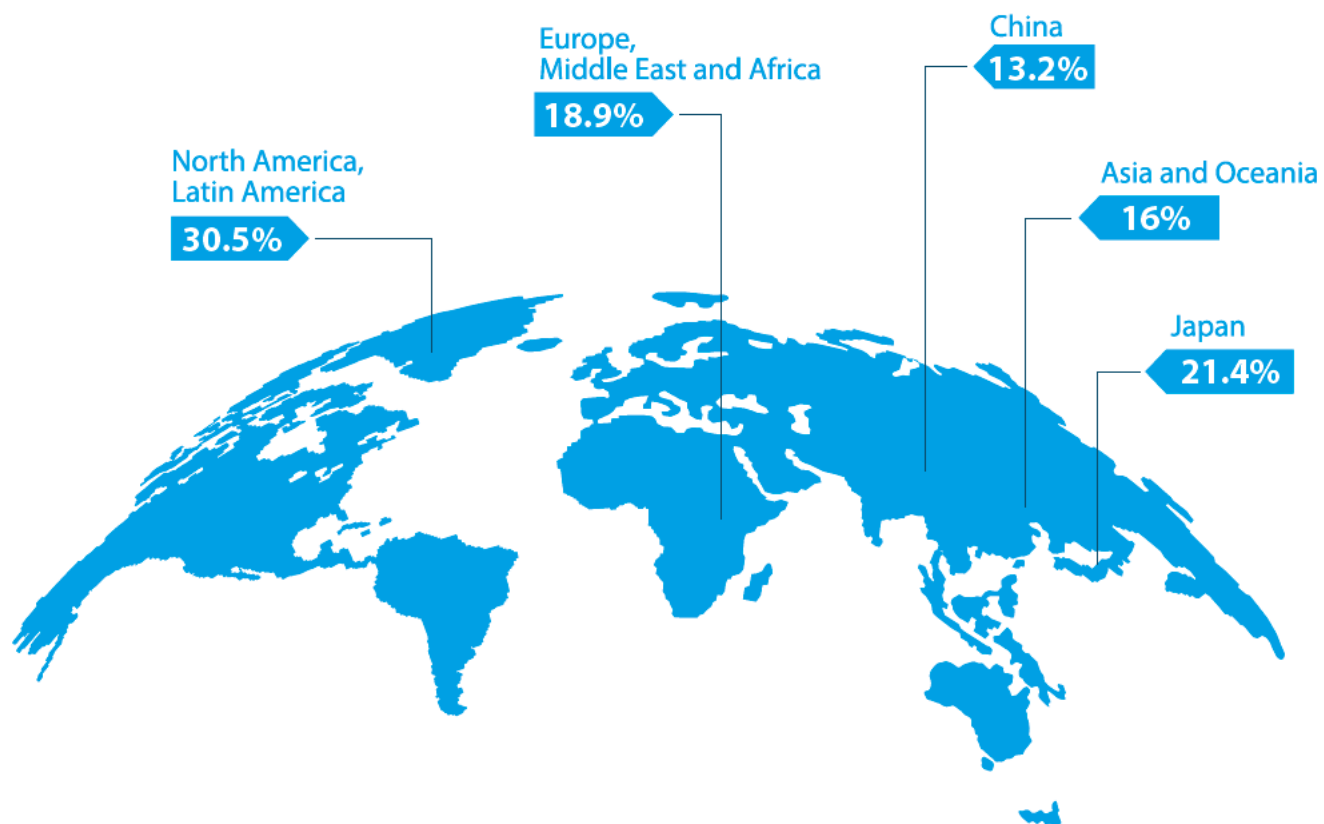 North America,
Latin America
30.5%
Europe,
Middle East and Africa
18.9%
China
13.2%
Asia and Oceania
16%
Japan
21.4%